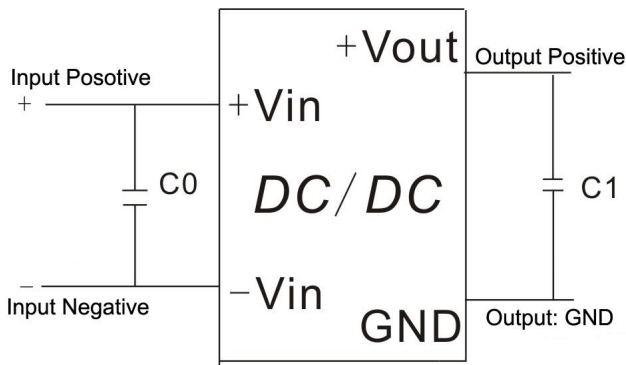 +Vout
Output Positive
Input Posotive
+
+Vin
C0
DC/DC
C1
−
−Vin
Input Negative
GND
Output: GND